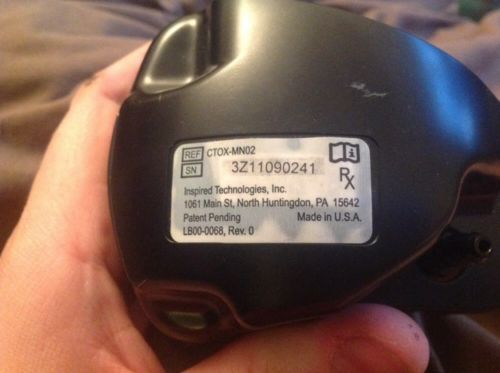 REF CTOX-MN02
SN 3Z11090241
Rx
Inspired Technologies, Inc.
1061 Main St, North Huntingdon, PA 15642
Patent Pending Made in U.S.A.
LB00-0068, Rev. 0